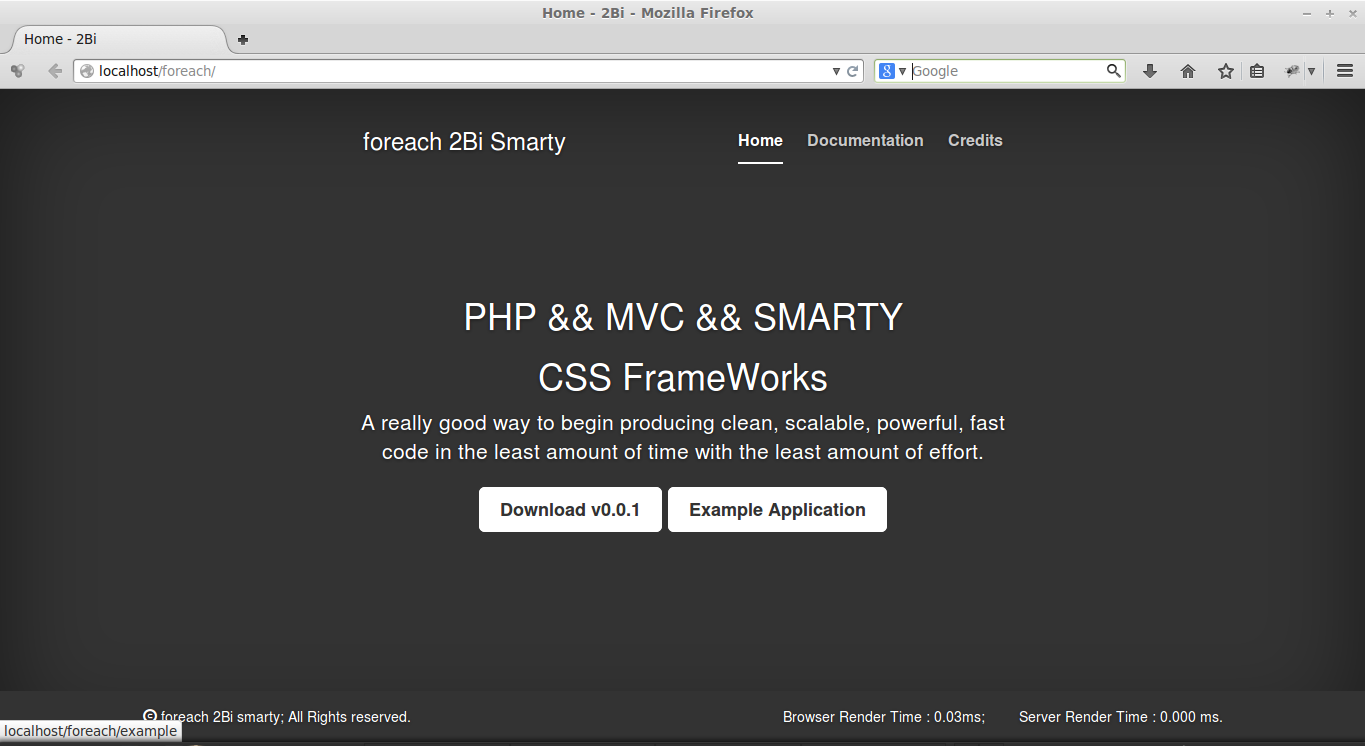 Home - 2Bi - Mozilla Firefox
Home - 2Bi
localhost/foreach/
8 Google
foreach 2Bi Smarty
Home Documentation Credits
PHP && MVC && SMARTY
CSS FrameWorks
A really good way to begin producing clean, scalable, powerful, fast
code in the least amount of time with the least amount of effort.
Download v0.0.1 Example Application
© foreach 2Bi smarty; All Rights reserved.
Browser Render Time : 0.03ms; Server Render Time : 0.000 ms.
localhost/foreach/example